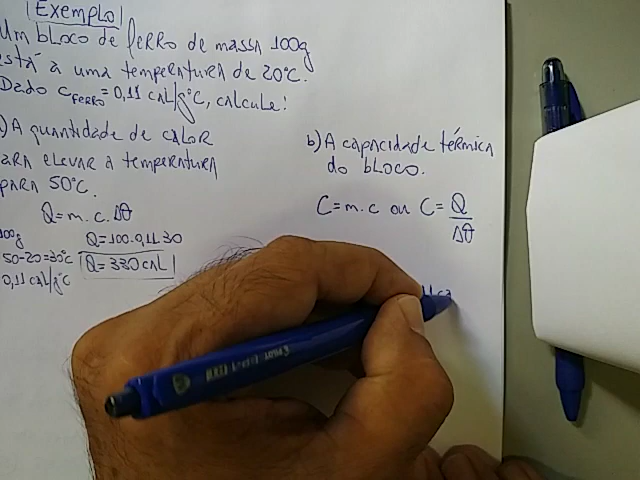 Exemplo
Um bloco de ferro de massa 100g
está a uma temperatura de 20°C.
Dado c ferro = 0,11 cal/g°C, calcule:
a) A quantidade de calor
para elevar a temperatura
para 50°C.
Q = m.c.Δθ
100g
50-20=30°C
0,11 cal/g°C
Q = 100.0,11.30
Q = 330 cal
b) A capacidade térmica
do bloco.
C = m.c ou C = Q/Δθ